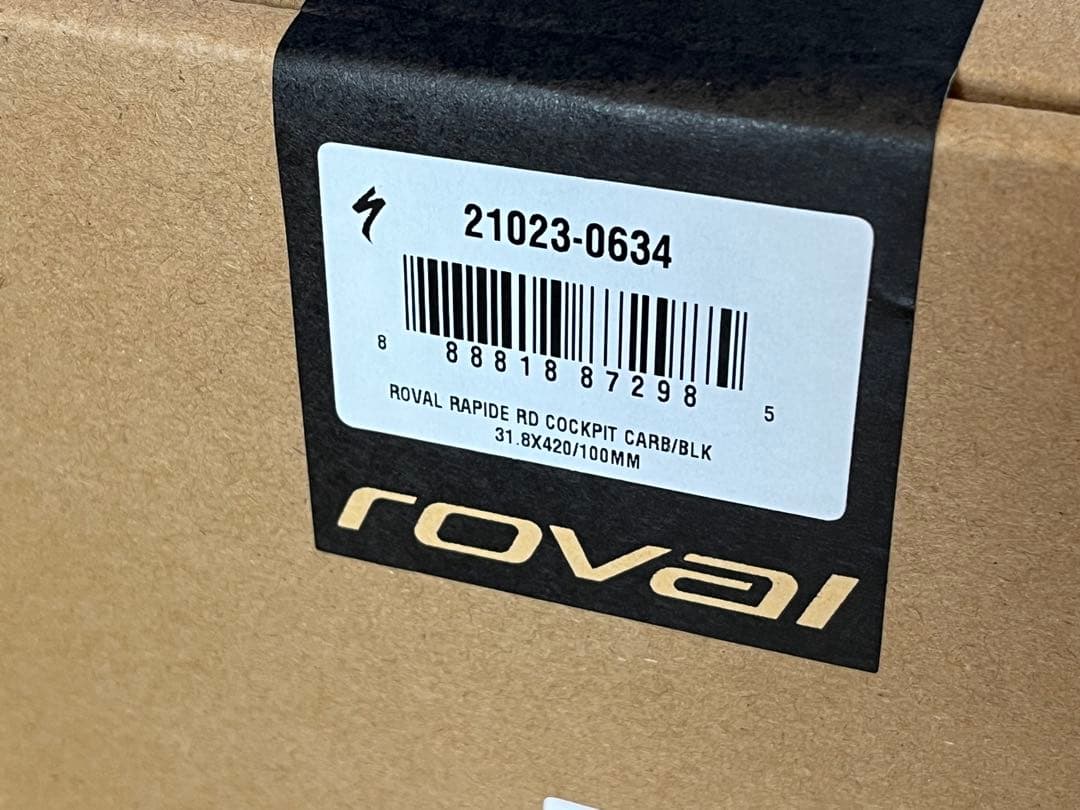 21023-0634
8 88818 87298 5
ROVAL RAPIDE RD COCKPIT CARB/BLK
31.8X420/100MM
roval